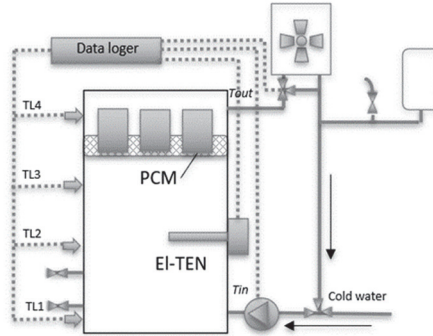 Data loger
Tout
TL4
PCM
TL3
TL2
El-TEN
Tin
TL1
Cold water